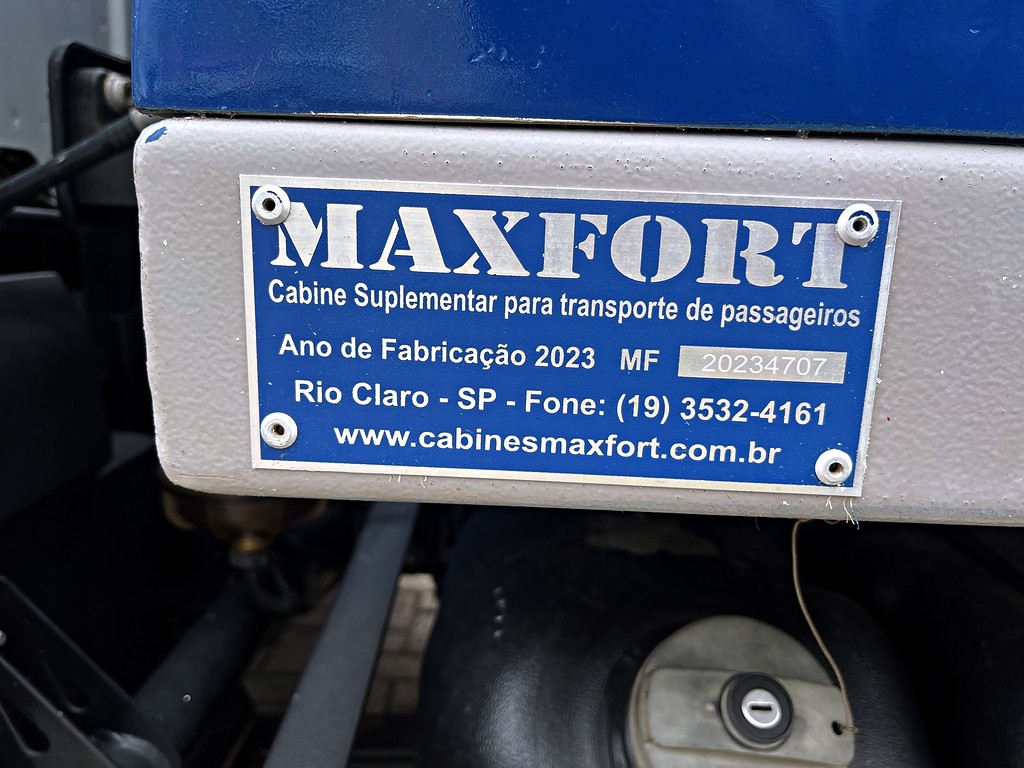 MAXFORT
Cabine Suplementar para transporte de passageiros
Ano de Fabricação 2023 MF 20234707
Rio Claro - SP - Fone: (19) 3532-4161
www.cabinesmaxfort.com.br